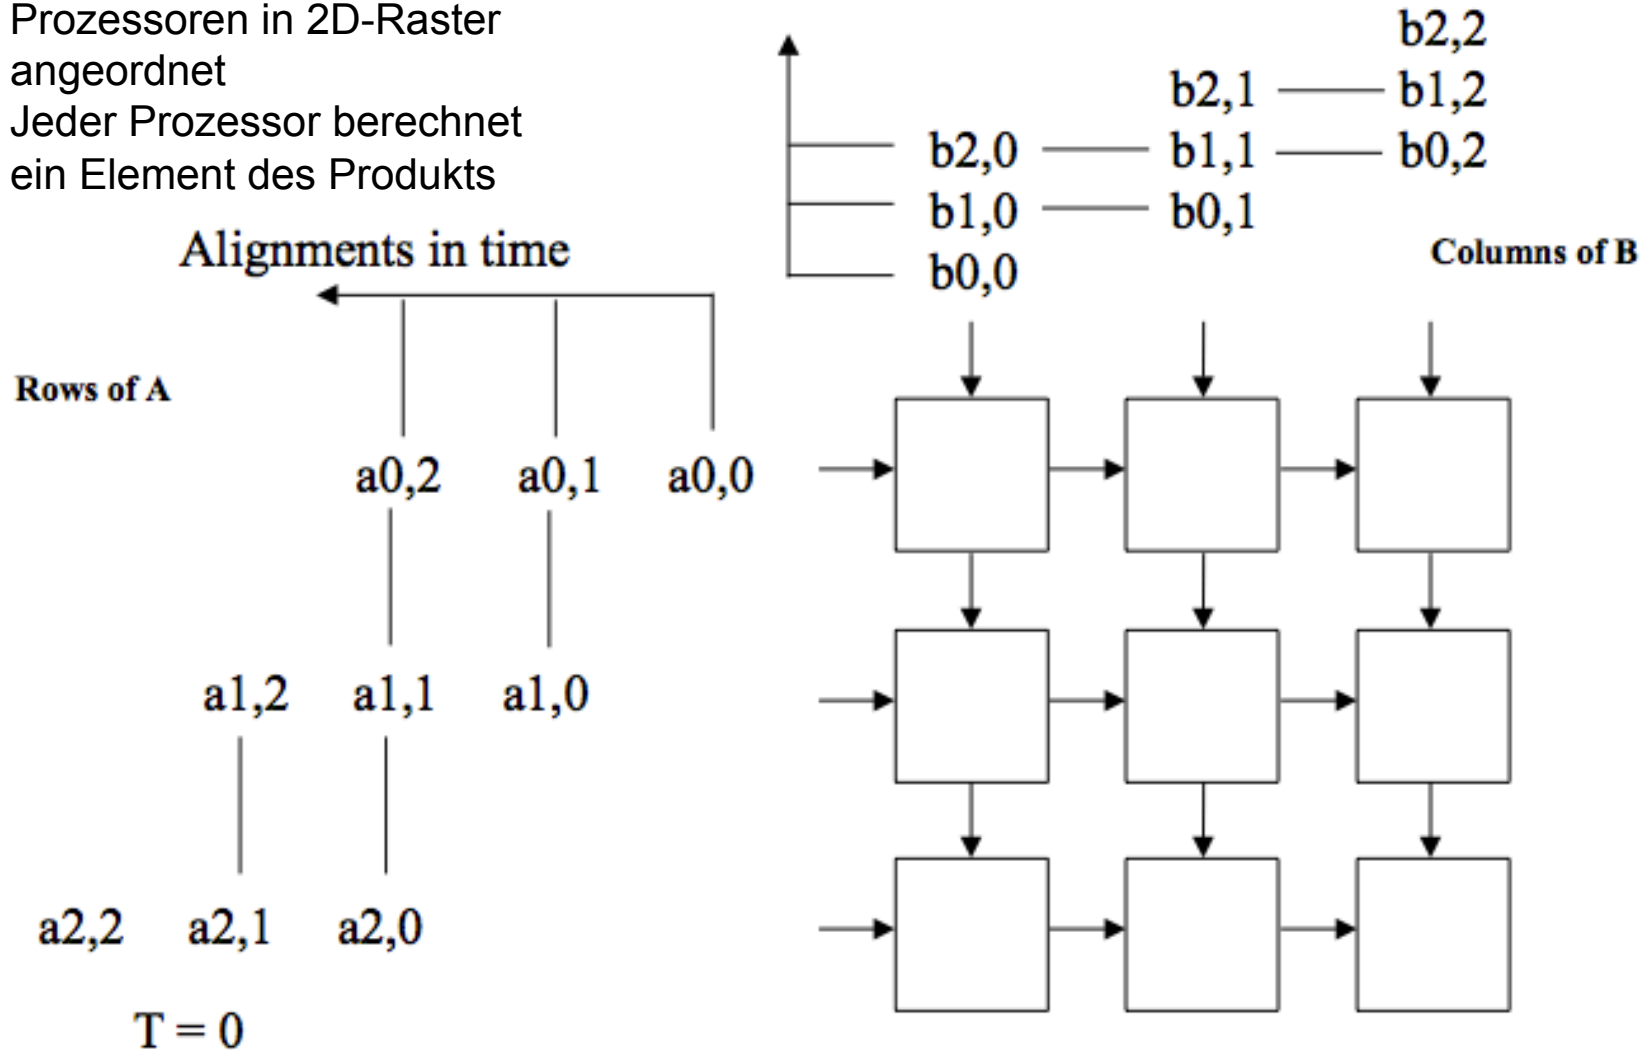 Prozessoren in 2D-Raster
angeordnet
Jeder Prozessor berechnet
ein Element des Produkts
b2,2
b2,1 b1,2
b2,0 b1,1 b0,2
b1,0 b0,1
b0,0
Alignments in time
Columns of B
Rows of A
a0,2 a0,1 a0,0
a1,2 a1,1 a1,0
a2,2 a2,1 a2,0
T = 0